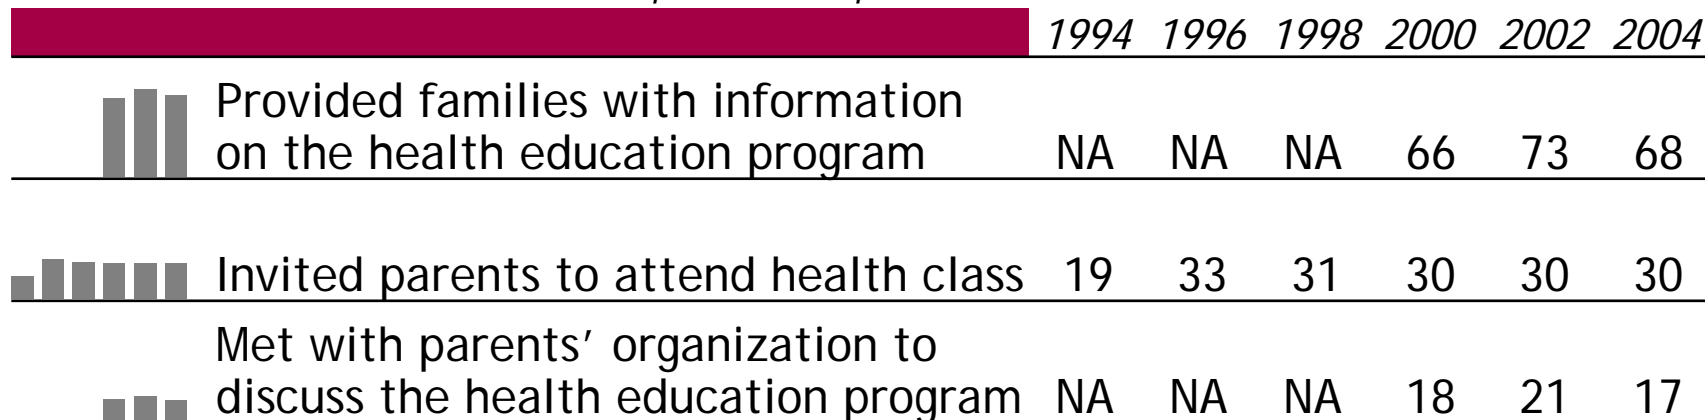 1994 1996 1998 2000 2002 2004
Provided families with information
on the health education program NA NA NA 66 73 68
Invited parents to attend health class 19 33 31 30 30 30
Met with parents’ organization to
discuss the health education program NA NA NA 18 21 17